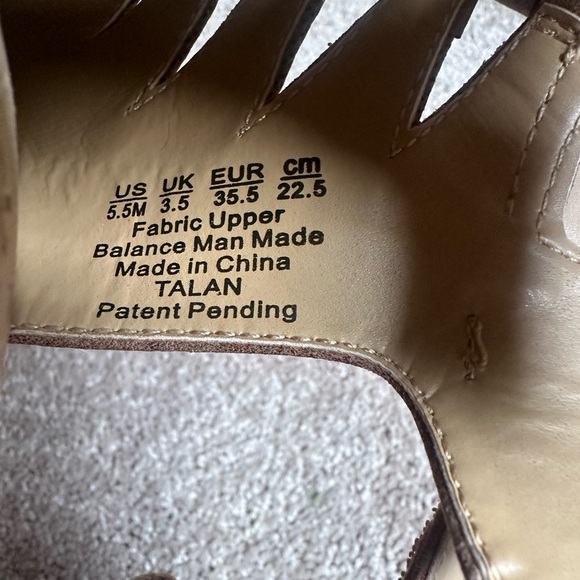 US UK EUR cm
5.5M 3.5 35.5 22.5
Fabric Upper
Balance Man Made
Made in China
TALAN
Patent Pending